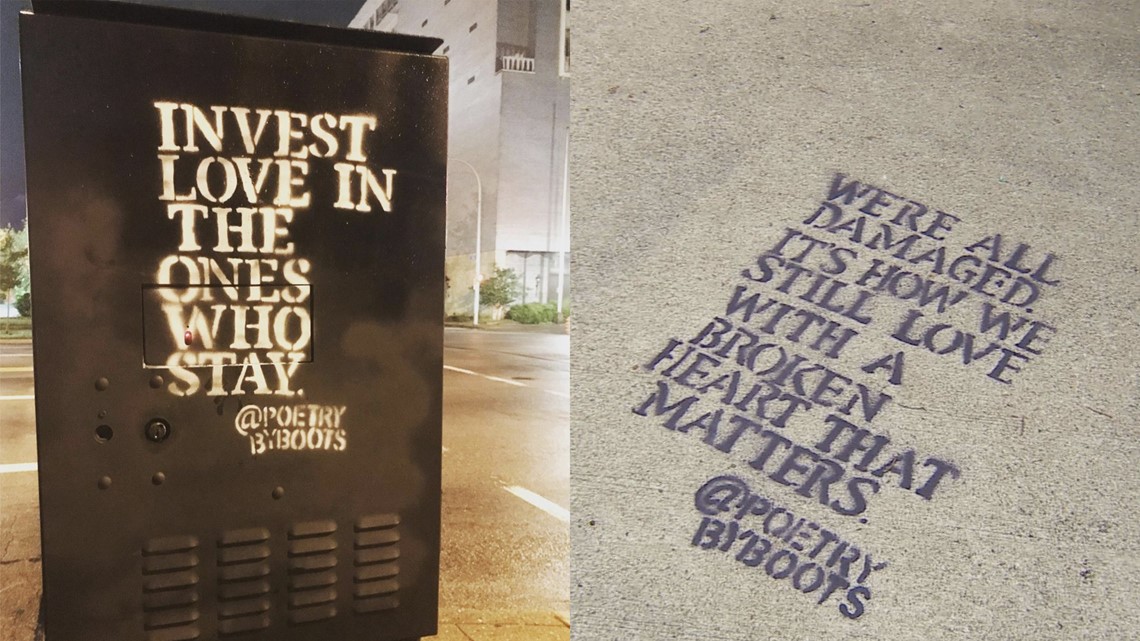 INVEST
LOVE IN
THE
ONES
WHO
STAY.
@POETRY
BYBOOTS
WERE ALL
DAMAGED.
IT'S HOW WE
STILL LOVE
WITH A
BROKEN
HEART THAT
MATTERS.
@POETRY
BYBOOTS